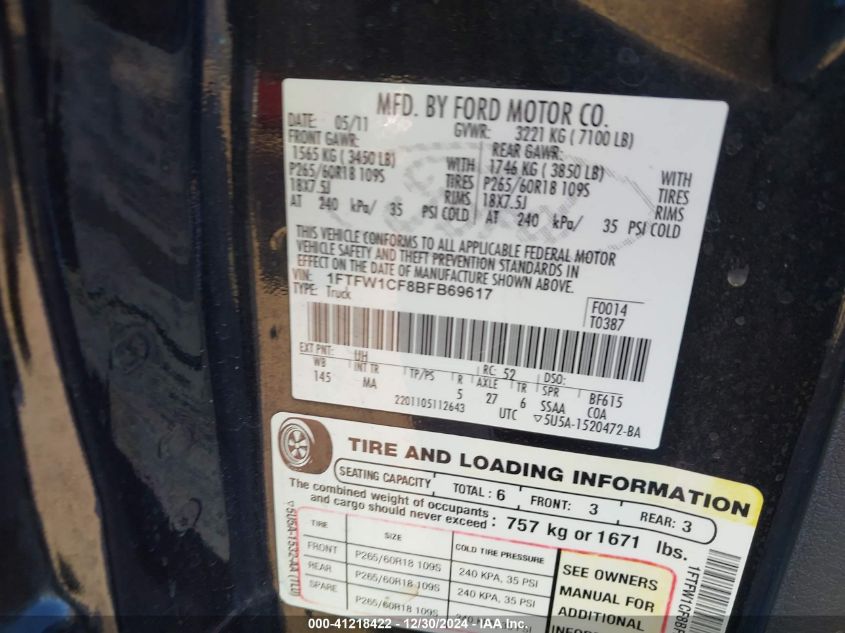 MFD. BY FORD MOTOR CO.
DATE: 05/11 GVWR: 3221 KG ( 7100 LB)
FRONT GAWR: REAR GAWR:
1565 KG ( 3450 LB) WITH 1746 KG ( 3850 LB) WITH
P265/60R18 109S TIRES P265/60R18 109S TIRES
18X7.5J RIMS 18X7.5J RIMS
AT 240 kPa/ 35 PSI COLD AT 240 kPa/ 35 PSI COLD
THIS VEHICLE CONFORMS TO ALL APPLICABLE FEDERAL MOTOR
VEHICLE SAFETY AND THEFT PREVENTION STANDARDS IN
EFFECT ON THE DATE OF MANUFACTURE SHOWN ABOVE.
VIN: 1FTFW1CF8BFB69617 F0014
TYPE: Truck T0387
EXT PNT: UH RC: 52 DSO:
WB INT TR TP/PS R AXLE TR SPR BF615
145 MA 5 27 6 SSAA COA
2201105112643 UTC ▽5U5A-1520472-BA
TIRE AND LOADING INFORMATION
SEATING CAPACITY TOTAL : 6 FRONT: 3 REAR: 3
The combined weight of occupants
and cargo should never exceed : 757 kg or 1671 lbs.
TIRE COLD TIRE PRESSURE
FRONT P265/60R18 109S 240 KPA, 35 PSI
REAR P265/60R18 109S 240 KPA, 35 PSI
SPARE P265/60R18 109S
SEE OWNERS
MANUAL FOR
ADDITIONAL
▽5U5A-1532-AA (TLU)
1FTFW1CF8B
000-41218422 - 12/30/2024 - IAA Inc.